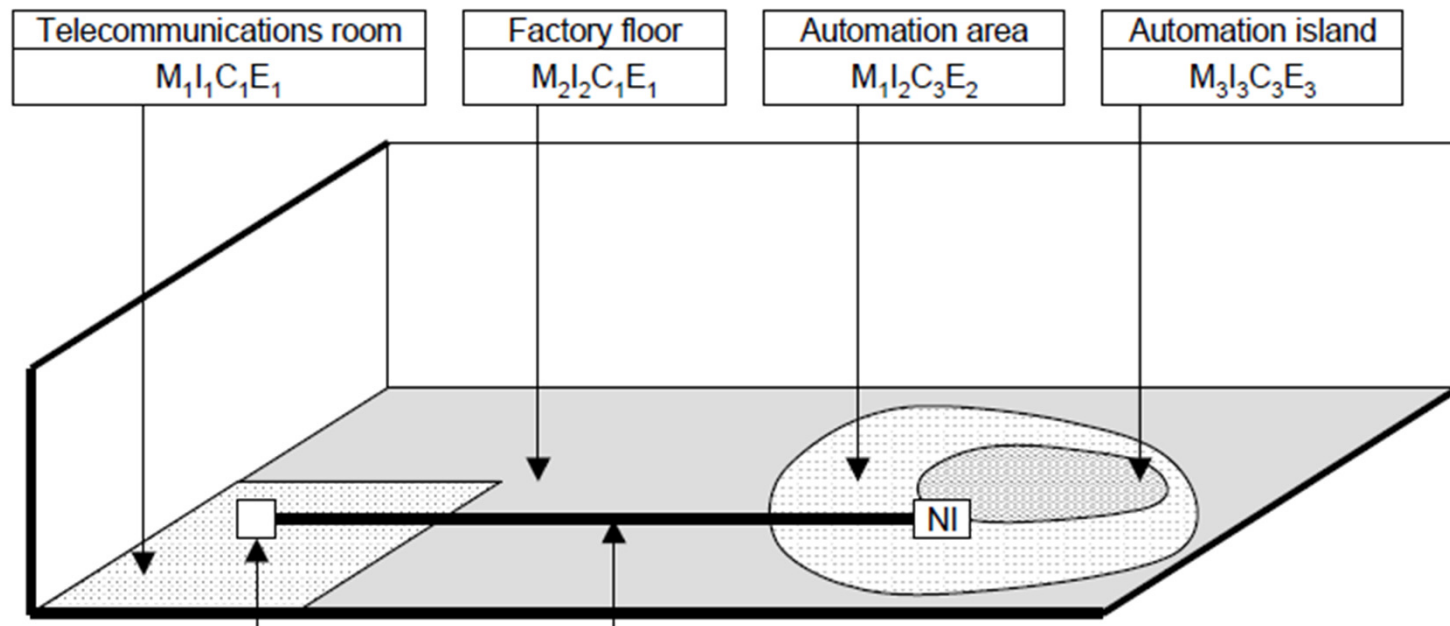 Telecommunications room
M₁I₁C₁E₁
Factory floor
M₂I₂C₁E₁
Automation area
M₁I₂C₃E₂
Automation island
M₃I₃C₃E₃
NI